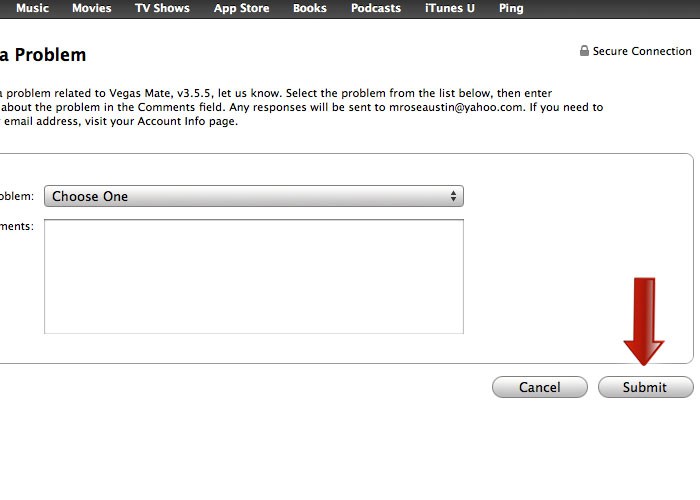 Music Movies TV Shows App Store Books Podcasts iTunes U Ping
a Problem
Secure Connection
a problem related to Vegas Mate, v3.5.5, let us know. Select the problem from the list below, then enter
about the problem in the Comments field. Any responses will be sent to mroseaustin@yahoo.com. If you need to
email address, visit your Account Info page.
oblem: Choose One
ments:
Cancel Submit